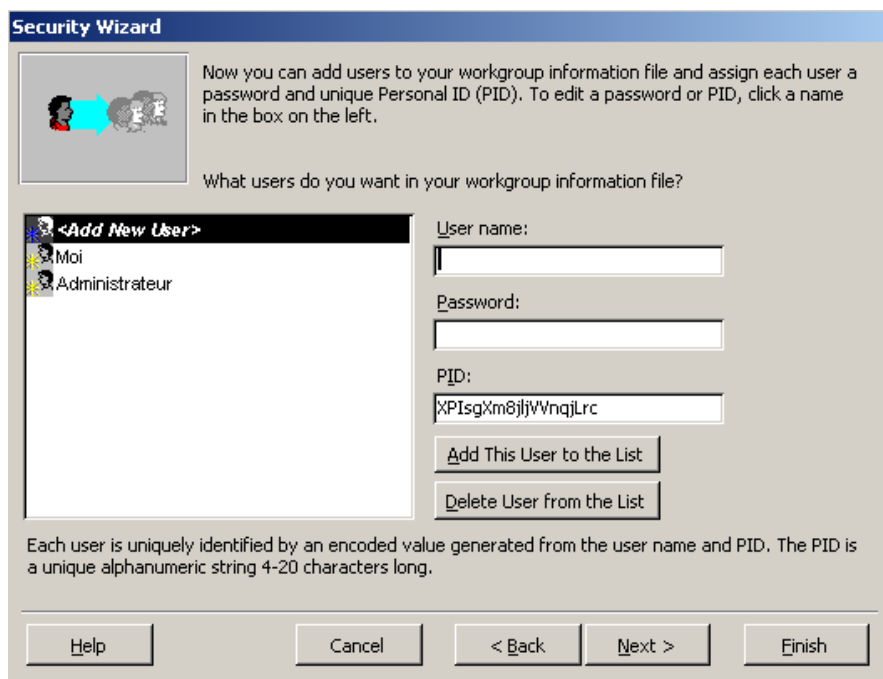 Security Wizard
Now you can add users to your workgroup information file and assign each user a
password and unique Personal ID (PID). To edit a password or PID, click a name
in the box on the left.
What users do you want in your workgroup information file?
<Add New User>
Moi
Administrateur
User name:
Password:
PID:
XPIsgXm8jljVVnqjLrc
Add This User to the List
Delete User from the List
Each user is uniquely identified by an encoded value generated from the user name and PID. The PID is
a unique alphanumeric string 4-20 characters long.
Help
Cancel
< Back
Next >
Finish